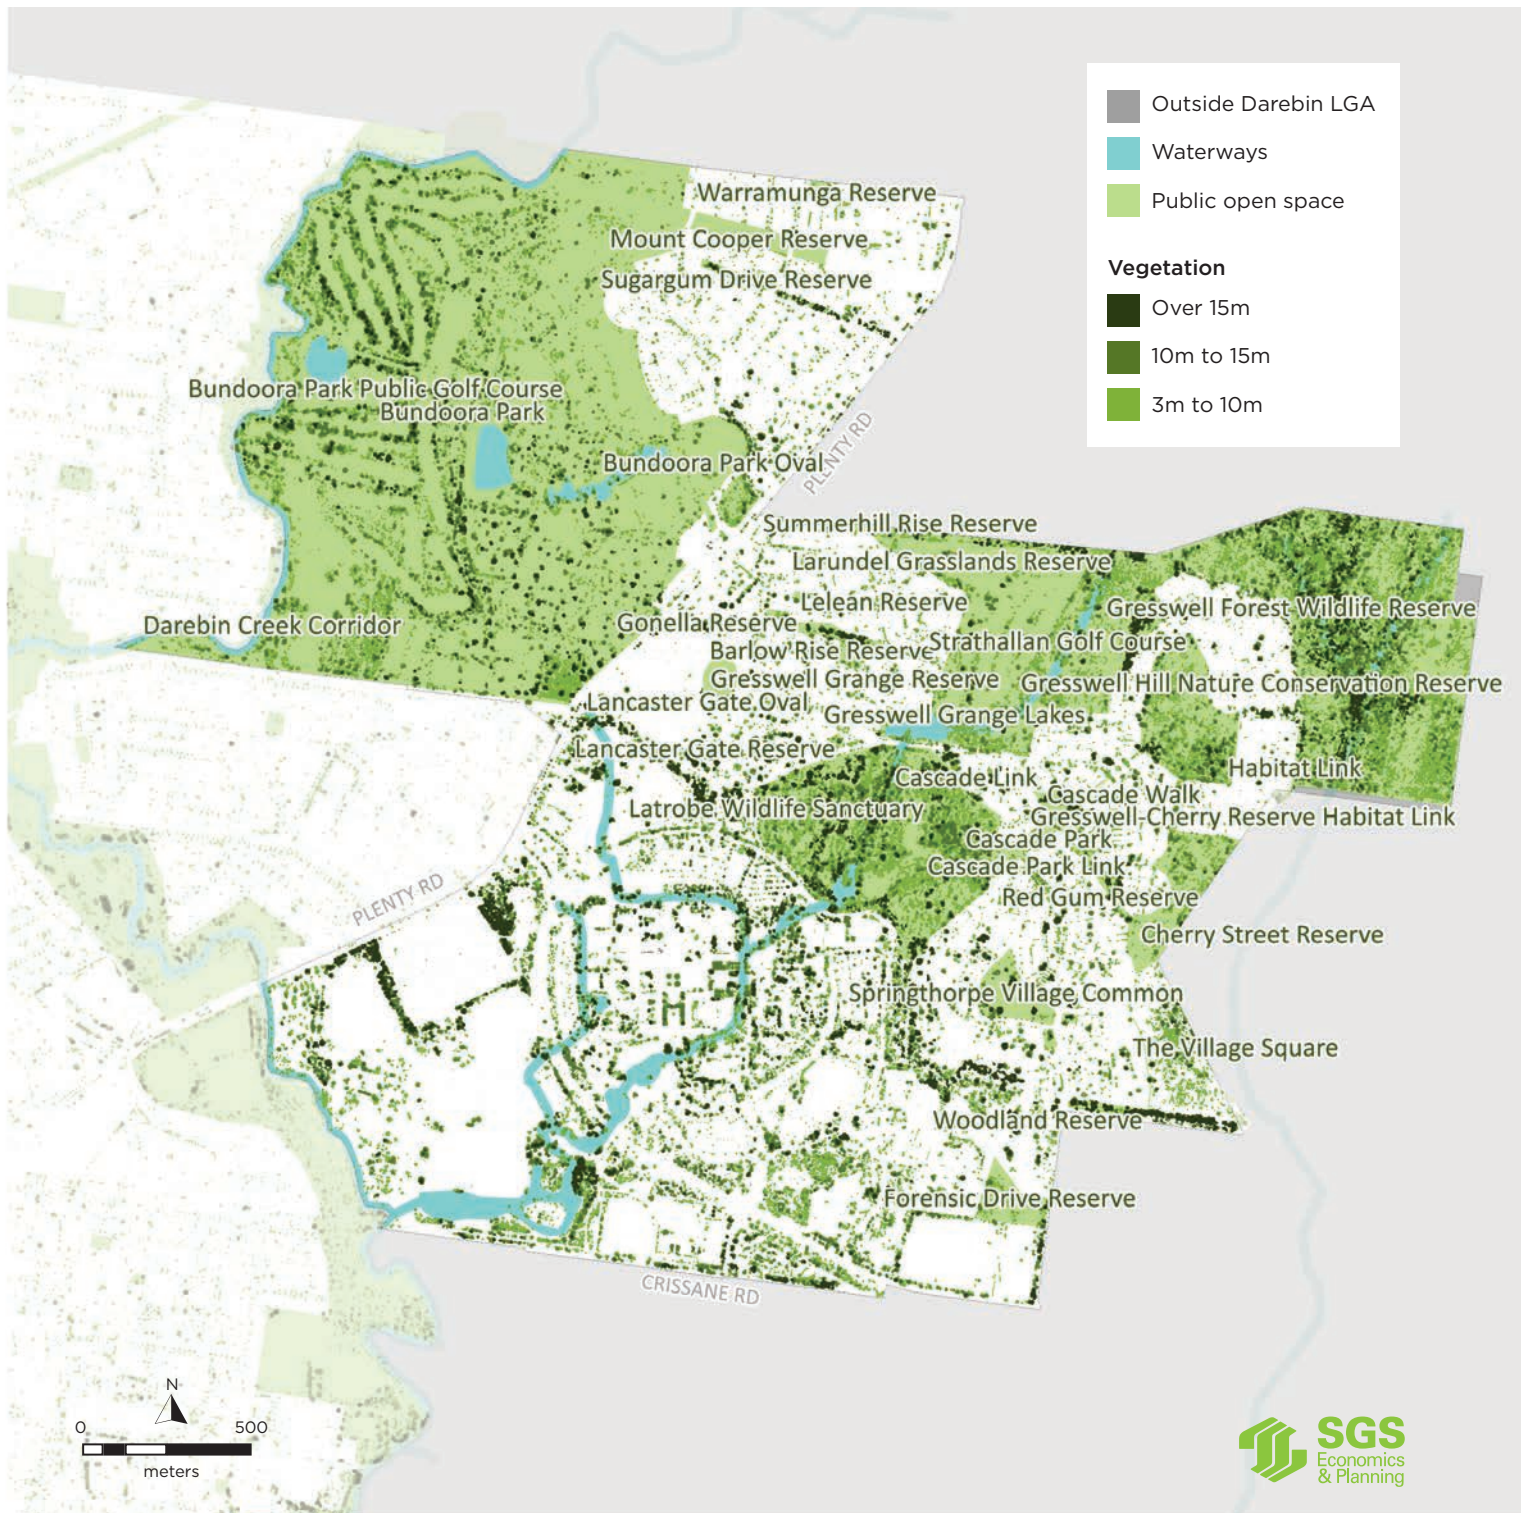 Outside Darebin LGA
Waterways
Public open space
Vegetation
Over 15m
10m to 15m
3m to 10m
Warramunga Reserve
Mount Cooper Reserve
Sugargum Drive Reserve
Bundoora Park Public Golf Course
Bundoora Park
PLENTY RD
Bundoora Park Oval
Summerhill Rise Reserve
Larundel Grasslands Reserve
Lelean Reserve
Gresswell Forest Wildlife Reserve
Darebin Creek Corridor
Gonella Reserve
Strathallan Golf Course
Barlow Rise Reserve
Gresswell Grange Reserve
Gresswell Hill Nature Conservation Reserve
Lancaster Gate Oval
Gresswell Grange Lakes
Lancaster Gate Reserve
Habitat Link
Cascade Link
Cascade Walk
Latrobe Wildlife Sanctuary
Gresswell-Cherry Reserve Habitat Link
Cascade Park
Cascade Park Link
PLENTY RD
Red Gum Reserve
Cherry Street Reserve
Springthorpe Village Common
The Village Square
Woodland Reserve
Forensic Drive Reserve
CRISSANE RD
N
0 500
meters
SGS
Economics
& Planning